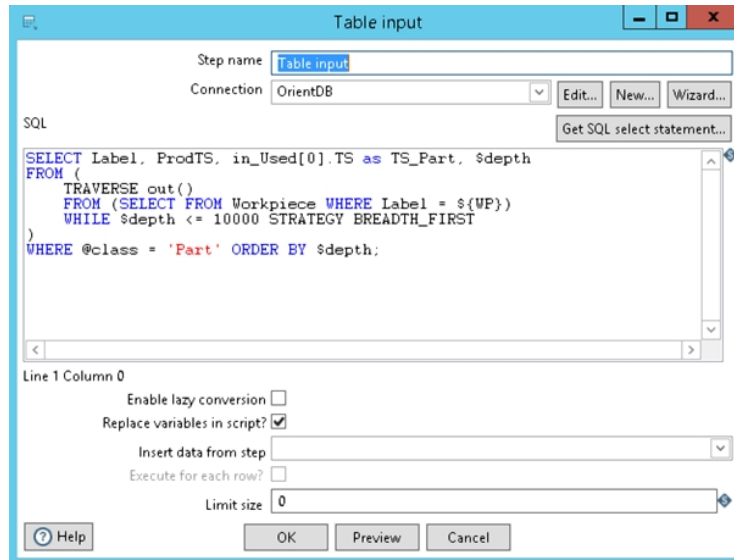 Table input
Step name Table input
Connection OrientDB Edit... New... Wizard...
SQL Get SQL select statement...
SELECT Label, ProdTS, in_Used[0].TS as TS_Part, $depth
FROM (
TRAVERSE out()
FROM (SELECT FROM Workpiece WHERE Label = ${WP})
WHILE $depth <= 10000 STRATEGY BREADTH_FIRST
)
WHERE @class = 'Part' ORDER BY $depth;
Line 1 Column 0
Enable lazy conversion
Replace variables in script?
Insert data from step
Execute for each row?
Limit size 0
Help OK Preview Cancel